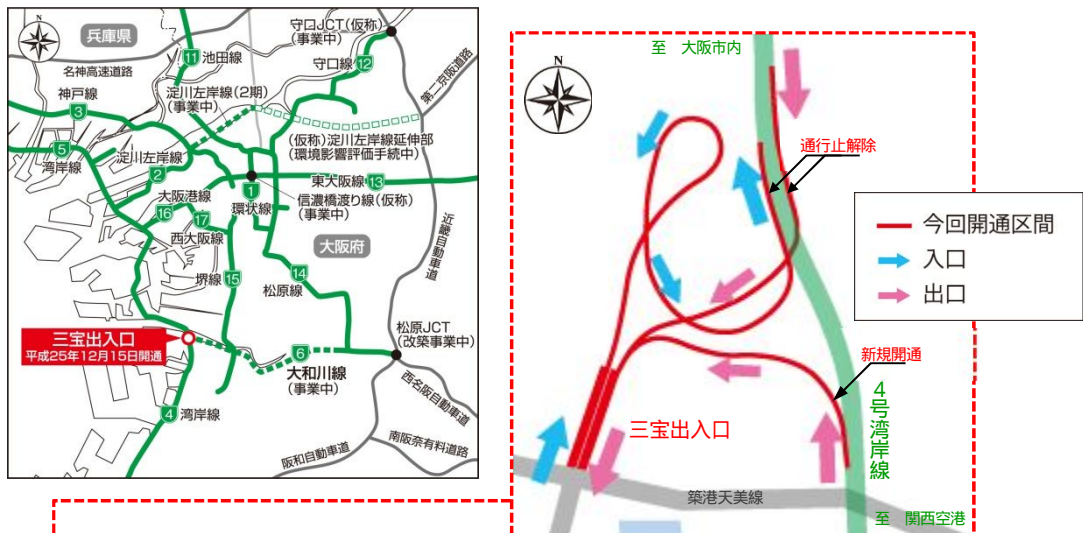 N
兵庫県
名神高速道路
神戸線
3
11
池田線
淀川左岸線(2期)
(事業中)
守口JCT(仮称)
(事業中)
守口線
12
第二京阪道路
(仮称)淀川左岸線延伸部
(環境影響評価手続中)
5
湾岸線
淀川左岸線
2
1
環状線
東大阪線
13
信濃橋渡り線(仮称)
(事業中)
大阪港線
16
17
西大阪線
大阪府
近畿自動車道
堺線
15
14
松原線
三宝出入口
平成25年12月15日開通
松原JCT
(改築事業中)
6
大和川線
(事業中)
西名阪自動車道
4
湾岸線
南阪奈有料道路
阪和自動車道
至 大阪市内
N
通行止解除
今回開通区間
入口
出口
新規開通
4号湾岸線
三宝出入口
築港天美線
至 関西空港